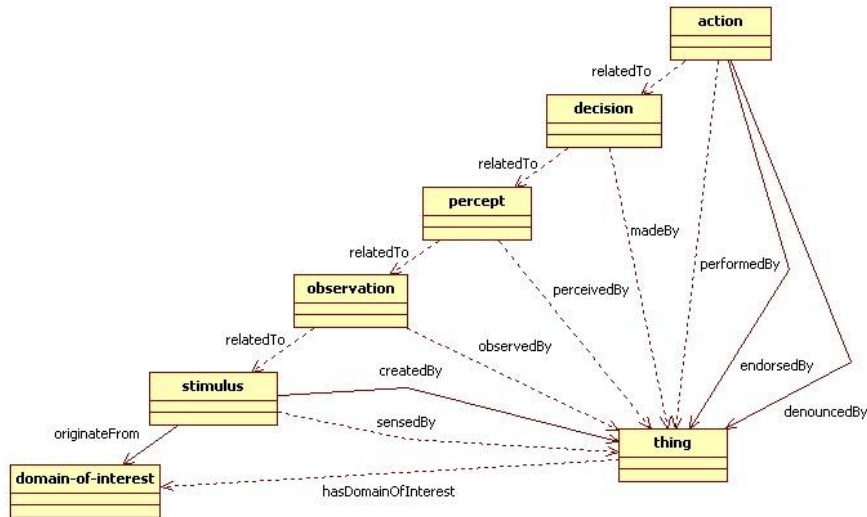 action
relatedTo
decision
relatedTo
percept
madeBy
relatedTo
performedBy
observation
perceivedBy
relatedTo
observedBy
createdBy
endorsedBy
stimulus
sensedBy
denouncedBy
originateFrom
thing
domain-of-interest
hasDomainOfInterest